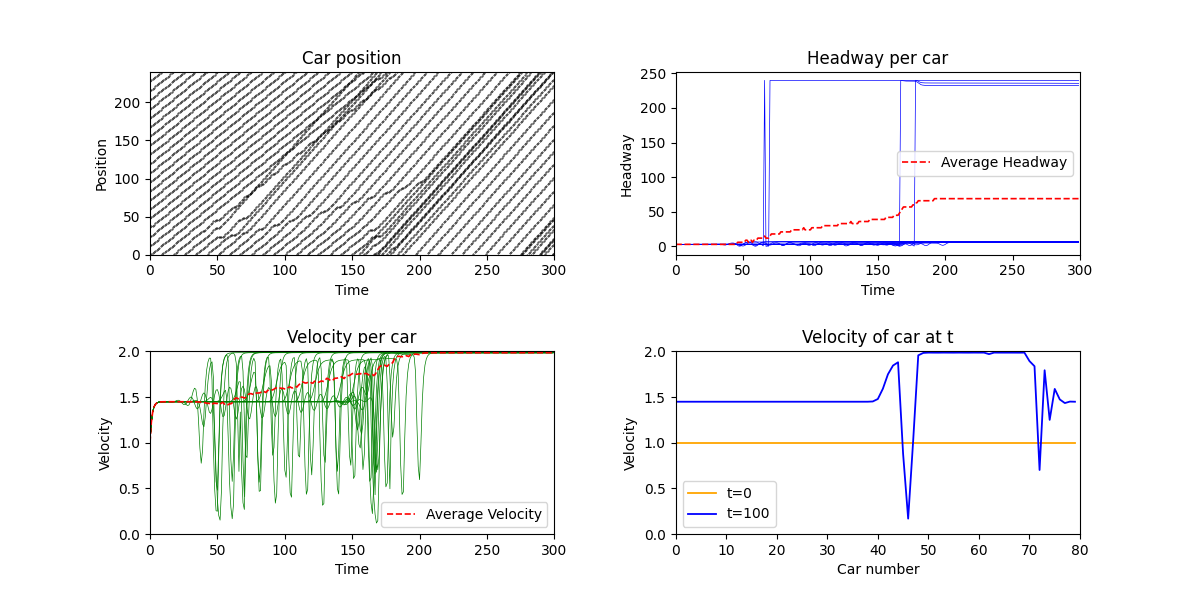 Car position
Position
200
150
100
50
0
0 50 100 150 200 250 300
Time
Headway per car
Headway
250
200
150
100
50
0
Average Headway
0 50 100 150 200 250 300
Time
Velocity per car
Velocity
2.0
1.5
1.0
0.5
0.0
Average Velocity
0 50 100 150 200 250 300
Time
Velocity of car at t
Velocity
2.0
1.5
1.0
0.5
0.0
t=0
t=100
0 10 20 30 40 50 60 70 80
Car number